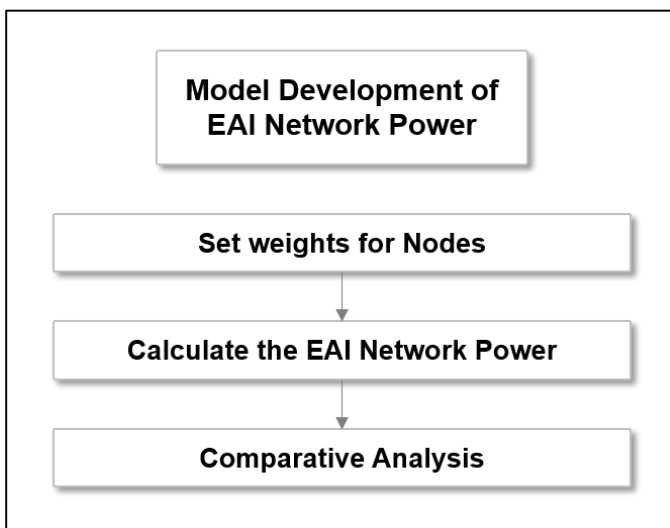 Model Development of
EAI Network Power
Set weights for Nodes
Calculate the EAI Network Power
Comparative Analysis